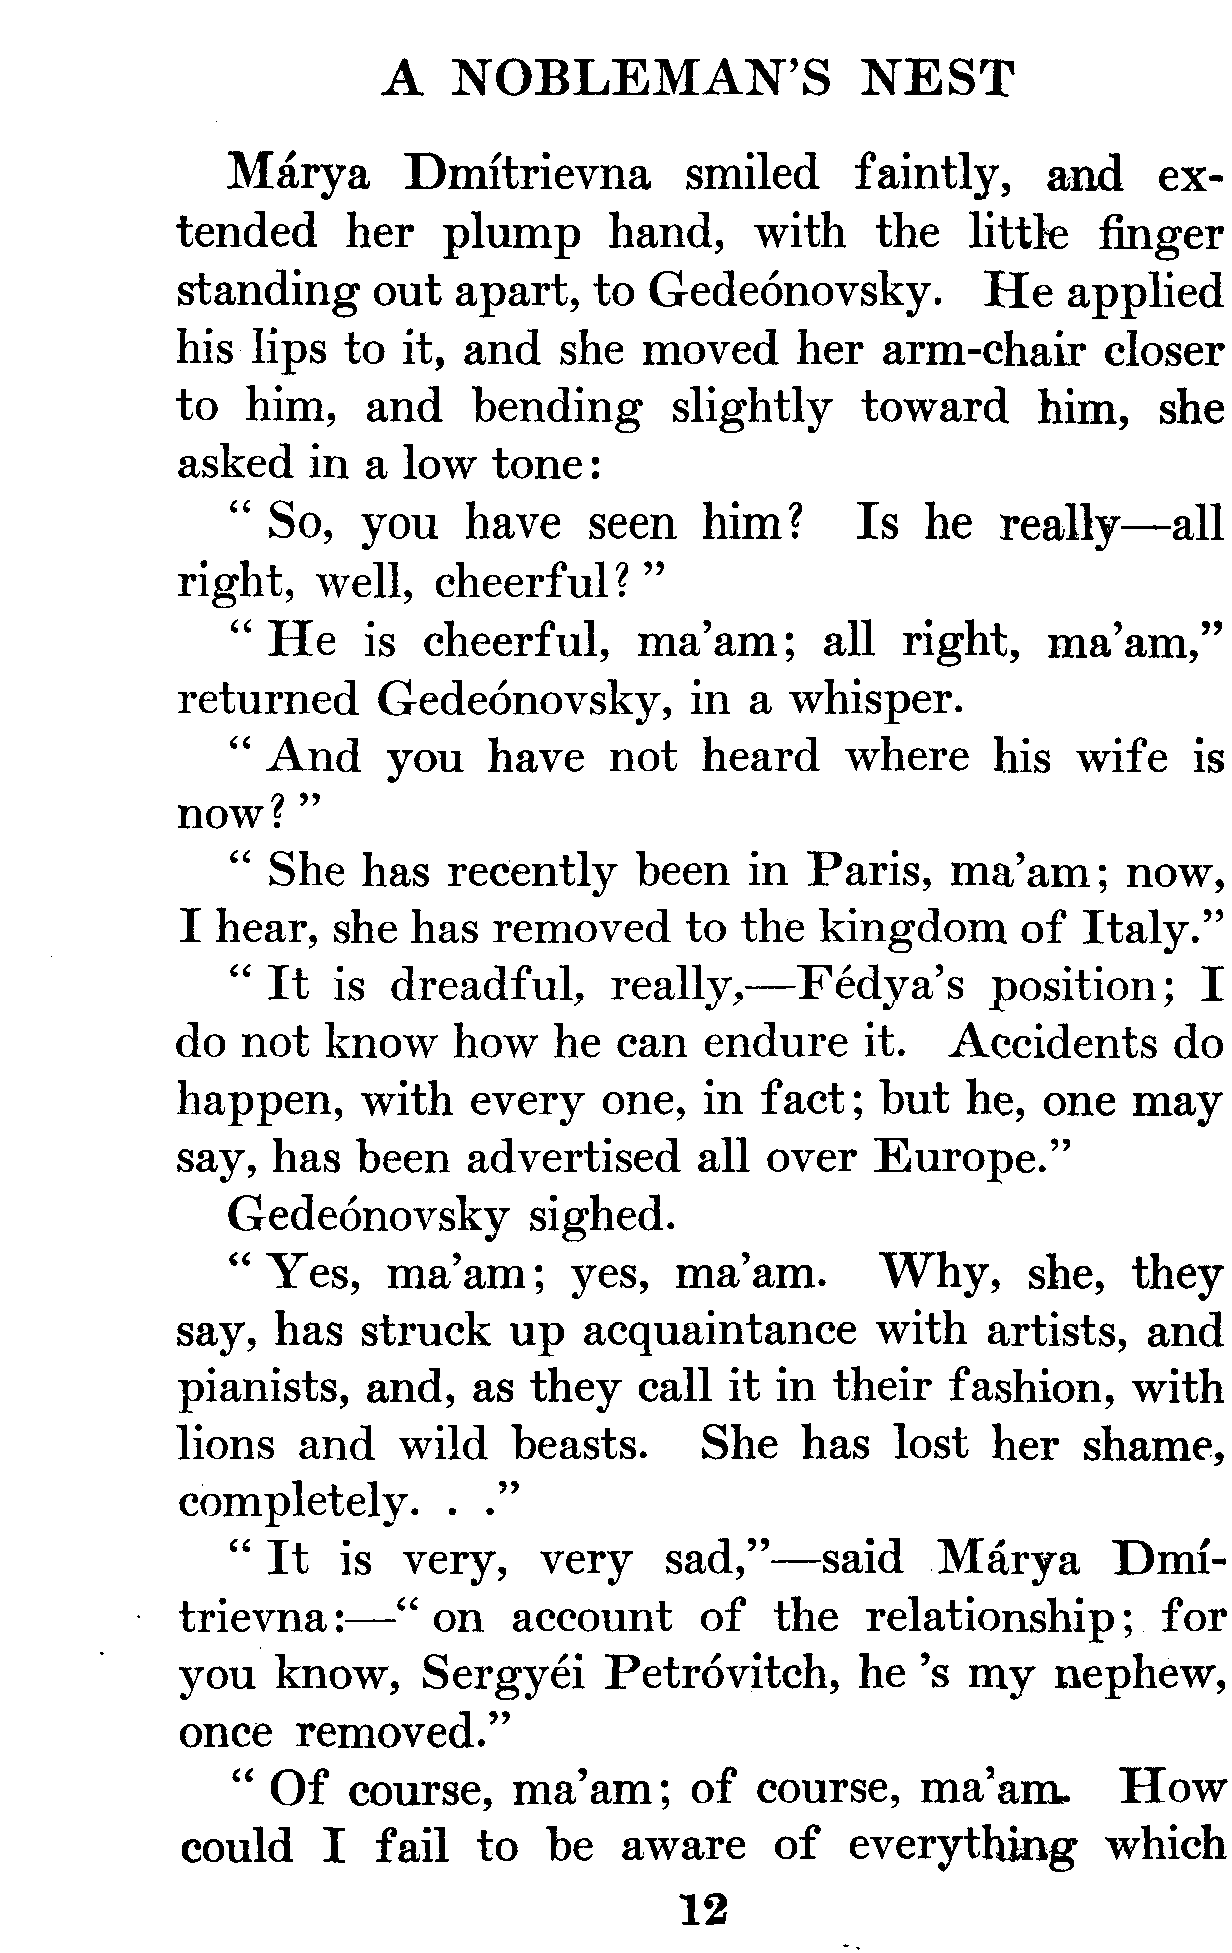 A NOBLEMAN'S NEST
Márya Dmítrievna smiled faintly, and ex-
tended her plump hand, with the little finger
standing out apart, to Gedeónovsky. He applied
his lips to it, and she moved her arm-chair closer
to him, and bending slightly toward him, she
asked in a low tone:
“ So, you have seen him? Is he really—all
right, well, cheerful? ”
“ He is cheerful, ma’am; all right, ma’am,”
returned Gedeónovsky, in a whisper.
“ And you have not heard where his wife is
now? ”
“ She has recently been in Paris, ma’am; now,
I hear, she has removed to the kingdom of Italy.”
“ It is dreadful, really,—Fédya’s position; I
do not know how he can endure it. Accidents do
happen, with every one, in fact; but he, one may
say, has been advertised all over Europe.”
Gedeónovsky sighed.
“ Yes, ma’am; yes, ma’am. Why, she, they
say, has struck up acquaintance with artists, and
pianists, and, as they call it in their fashion, with
lions and wild beasts. She has lost her shame,
completely. . .”
“ It is very, very sad,”—said Márya Dmí-
trievna:—“ on account of the relationship; for
you know, Sergyéi Petróvitch, he ’s my nephew,
once removed.”
“ Of course, ma’am; of course, ma’am. How
could I fail to be aware of everything which
12